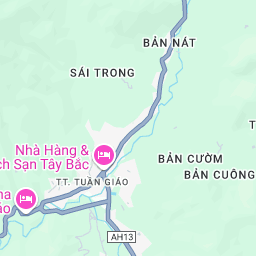 BẢN NÁT
SÁI TRONG
Nhà Hàng &
ch Sạn Tây Bắc
BẢN CƯỜM
BẢN CUÔNG
TT. TUẦN GIÁO
AH13